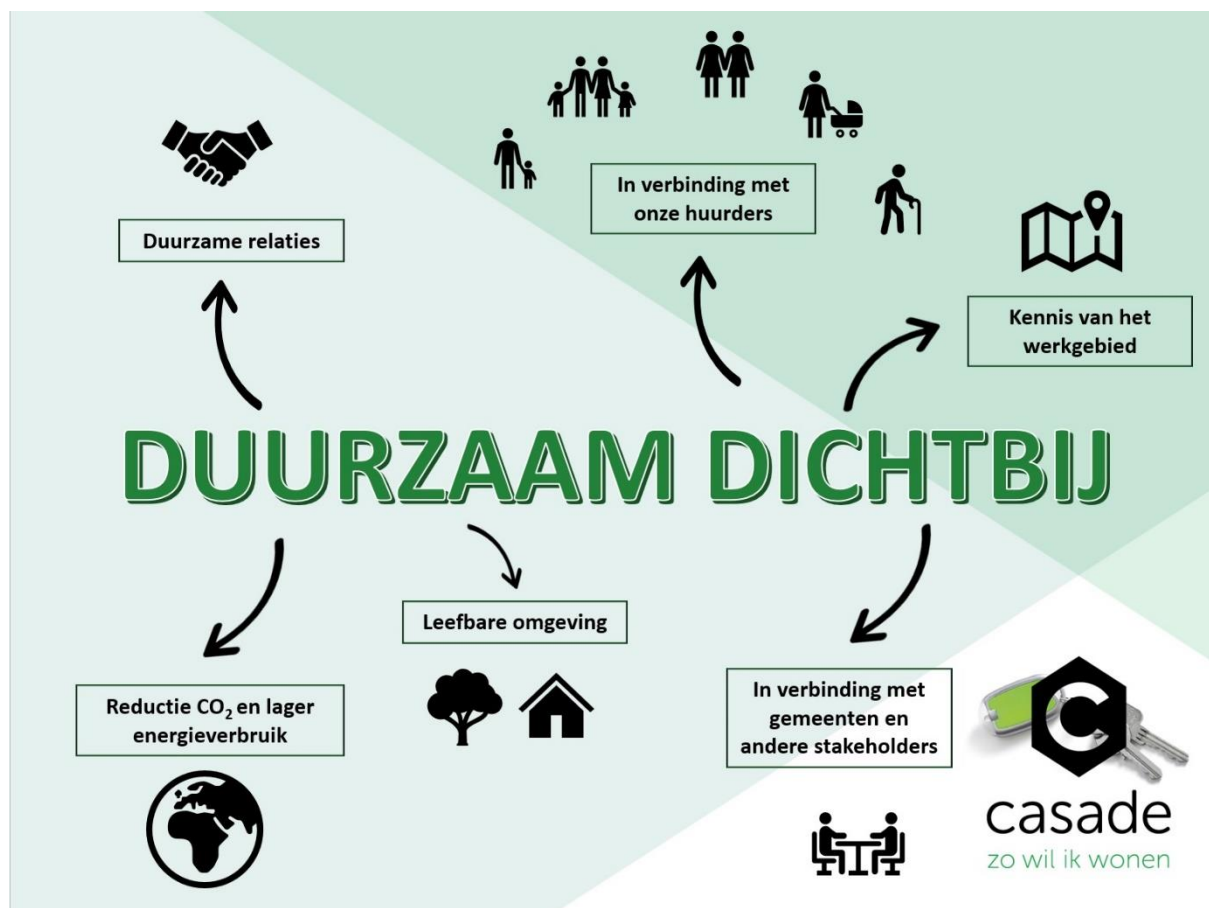 Duurzame relaties
In verbinding met
onze huurders
Kennis van het
werkgebied
DUURZAAM DICHTBIJ
Leefbare omgeving
Reductie CO₂ en lager
energieverbruik
In verbinding met
gemeenten en
andere stakeholders
C
casade
zo wil ik wonen